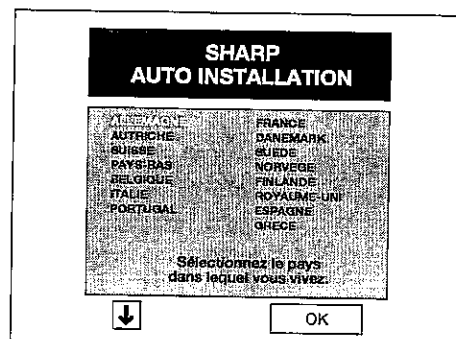 SHARP
AUTO INSTALLATION
ALLEMAGNE
AUTRICHE
SUISSE
PAYS-BAS
BELGIQUE
ITALIE
PORTUGAL
FRANCE
DANEMARK
SUEDE
NORVEGE
FINLANDE
ROYAUME-UNI
ESPAGNE
GRECE
Sélectionnez le pays
dans lequel vous vivez.
OK